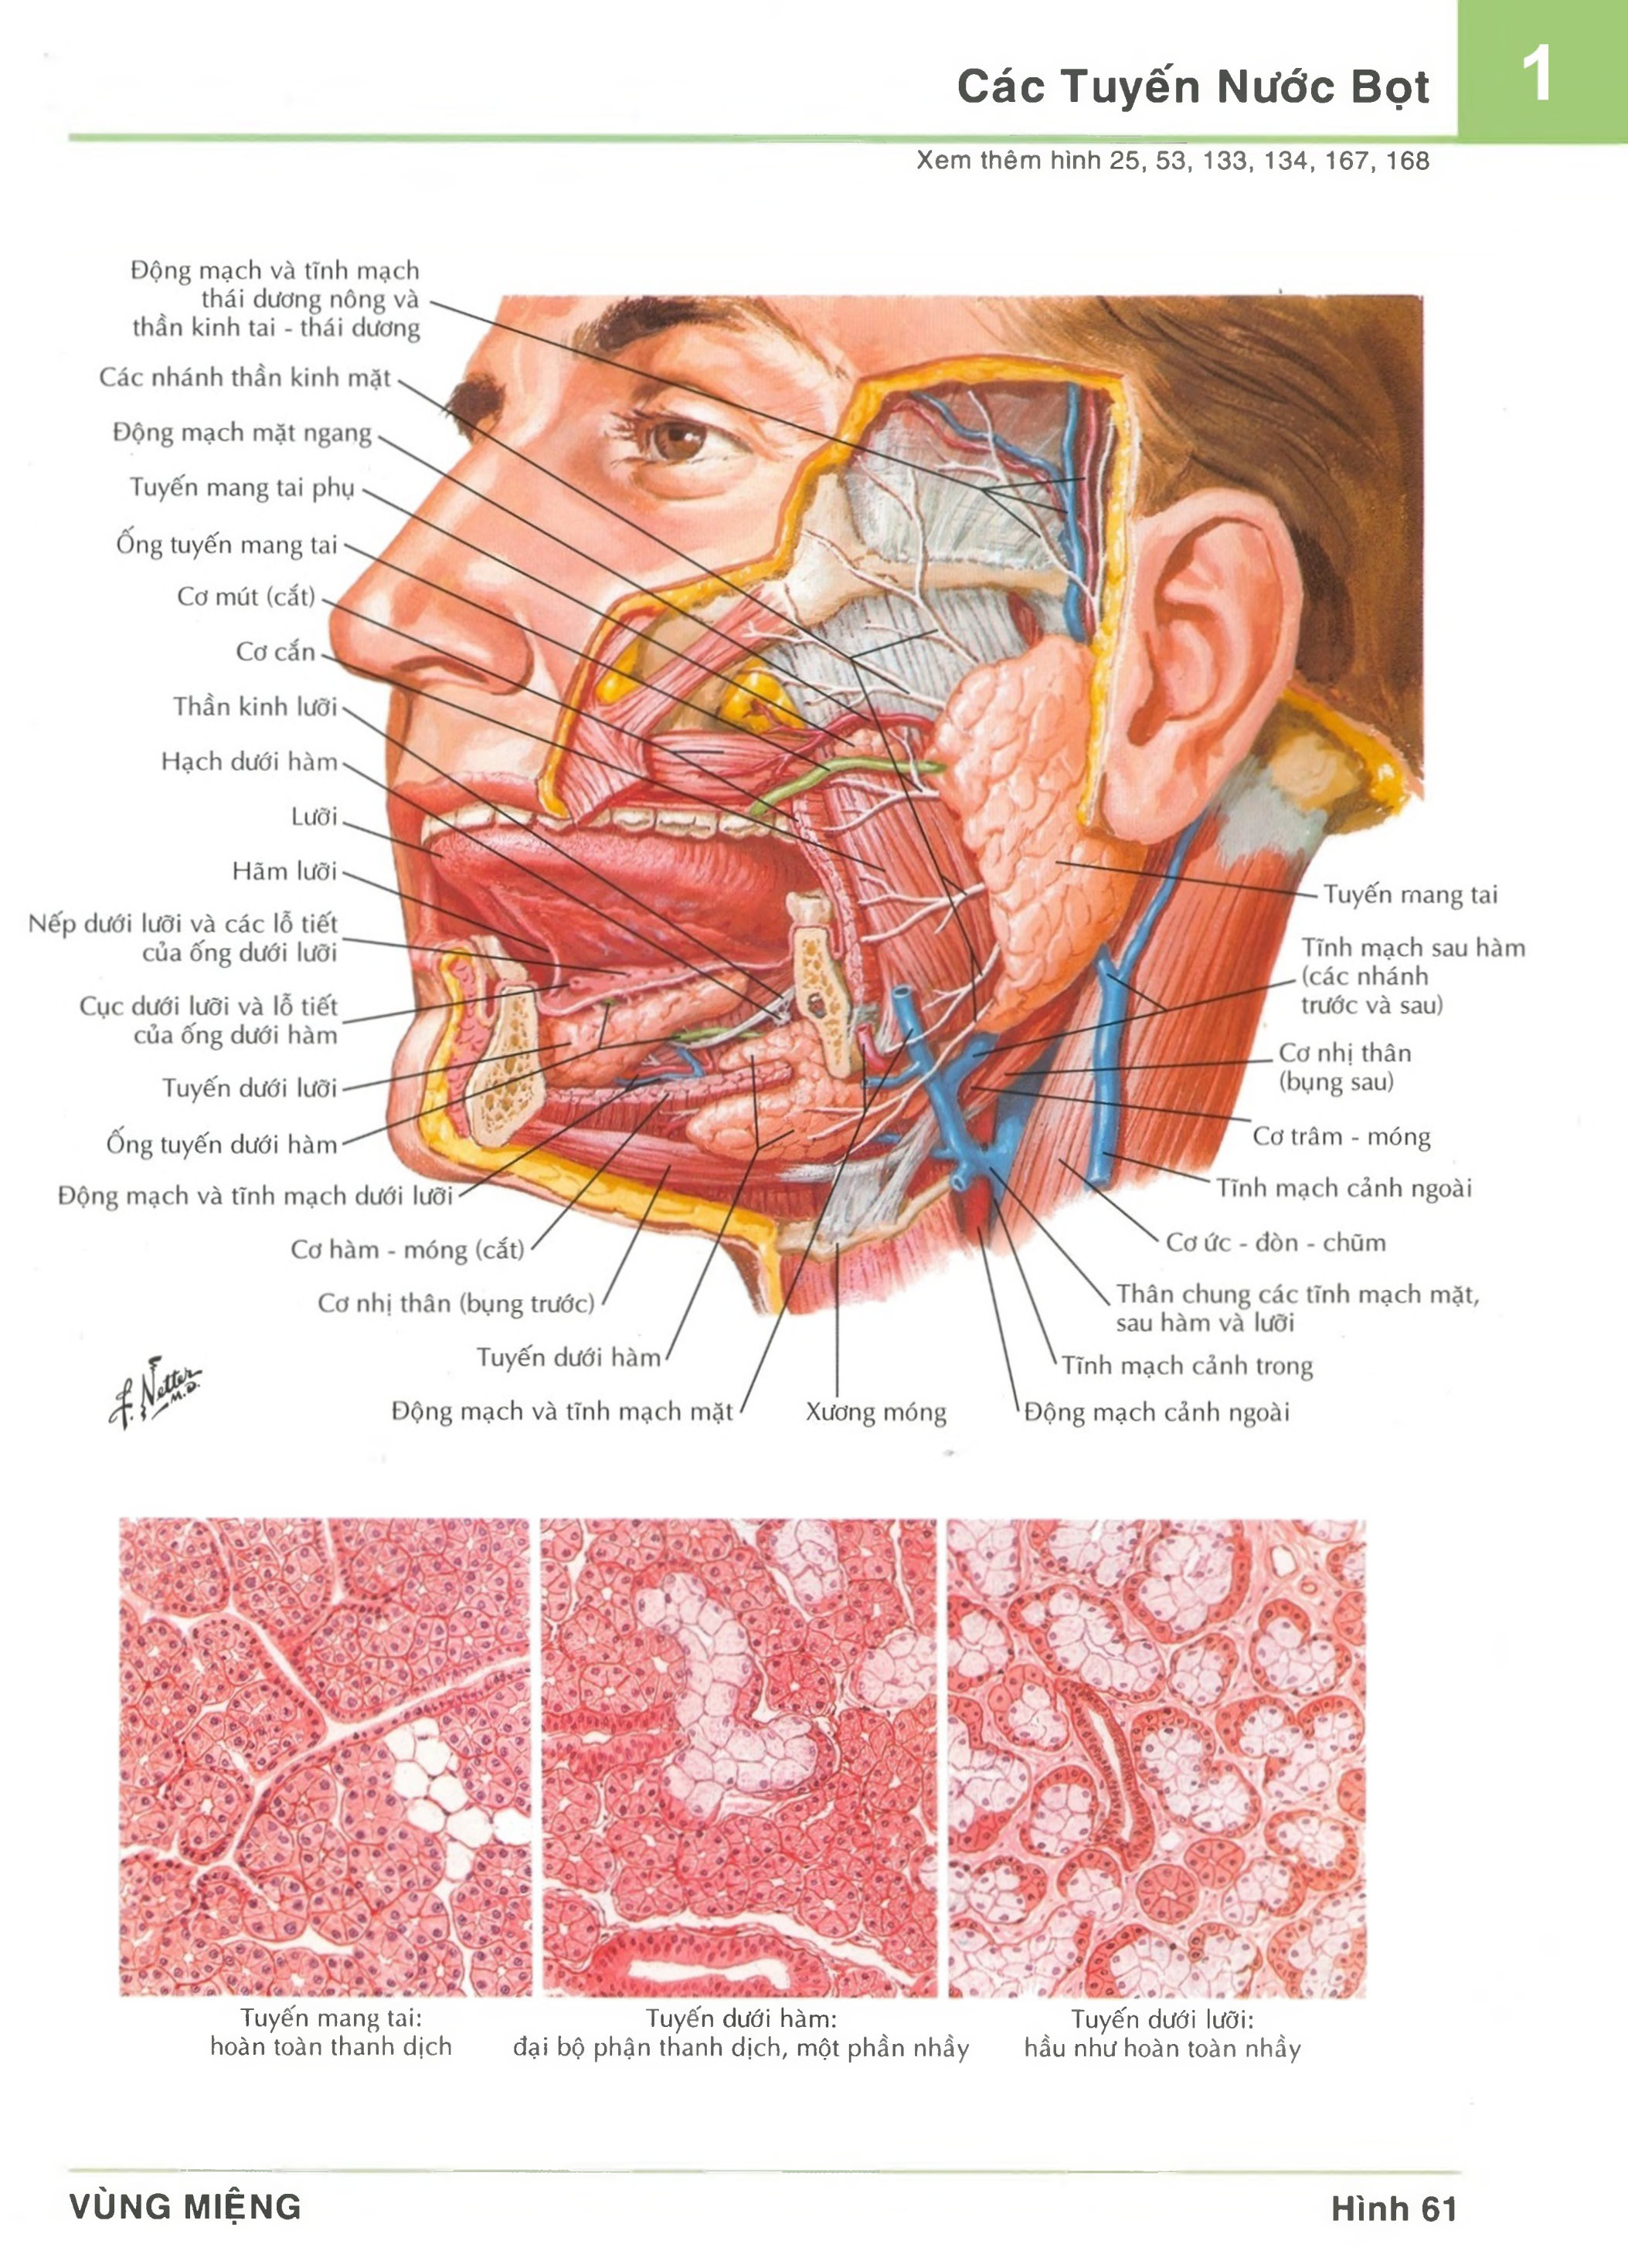 Các Tuyến Nước Bọt
1
Xem thêm hình 25, 53, 133, 134, 167, 168
Động mạch và tĩnh mạch
thái dương nông và
thần kinh tai - thái dương
Các nhánh thần kinh mặt
Động mạch mặt ngang
Tuyến mang tai phụ
Ống tuyến mang tai
Cơ mút (cắt)
Cơ cắn
Thần kinh lưỡi
Hạch dưới hàm
Lưỡi
Hãm lưỡi
Nếp dưới lưỡi và các lỗ tiết
của ống dưới lưỡi
Cục dưới lưỡi và lỗ tiết
của ống dưới hàm
Tuyến dưới lưỡi
Ống tuyến dưới hàm
Động mạch và tĩnh mạch dưới lưỡi
Cơ hàm - móng (cắt)
Cơ nhị thân (bụng trước)
Tuyến dưới hàm
Động mạch và tĩnh mạch mặt
Xương móng
Tuyến mang tai
Tĩnh mạch sau hàm
(các nhánh
trước và sau)
Cơ nhị thân
(bụng sau)
Cơ trâm - móng
Tĩnh mạch cảnh ngoài
Cơ ức - đòn - chũm
Thân chung các tĩnh mạch mặt,
sau hàm và lưỡi
Tĩnh mạch cảnh trong
Động mạch cảnh ngoài
F. Netter
M.D.
Tuyến mang tai:
hoàn toàn thanh dịch
Tuyến dưới hàm:
đại bộ phận thanh dịch, một phần nhầy
Tuyến dưới lưỡi:
hầu như hoàn toàn nhầy
VÙNG MIỆNG
Hình 61